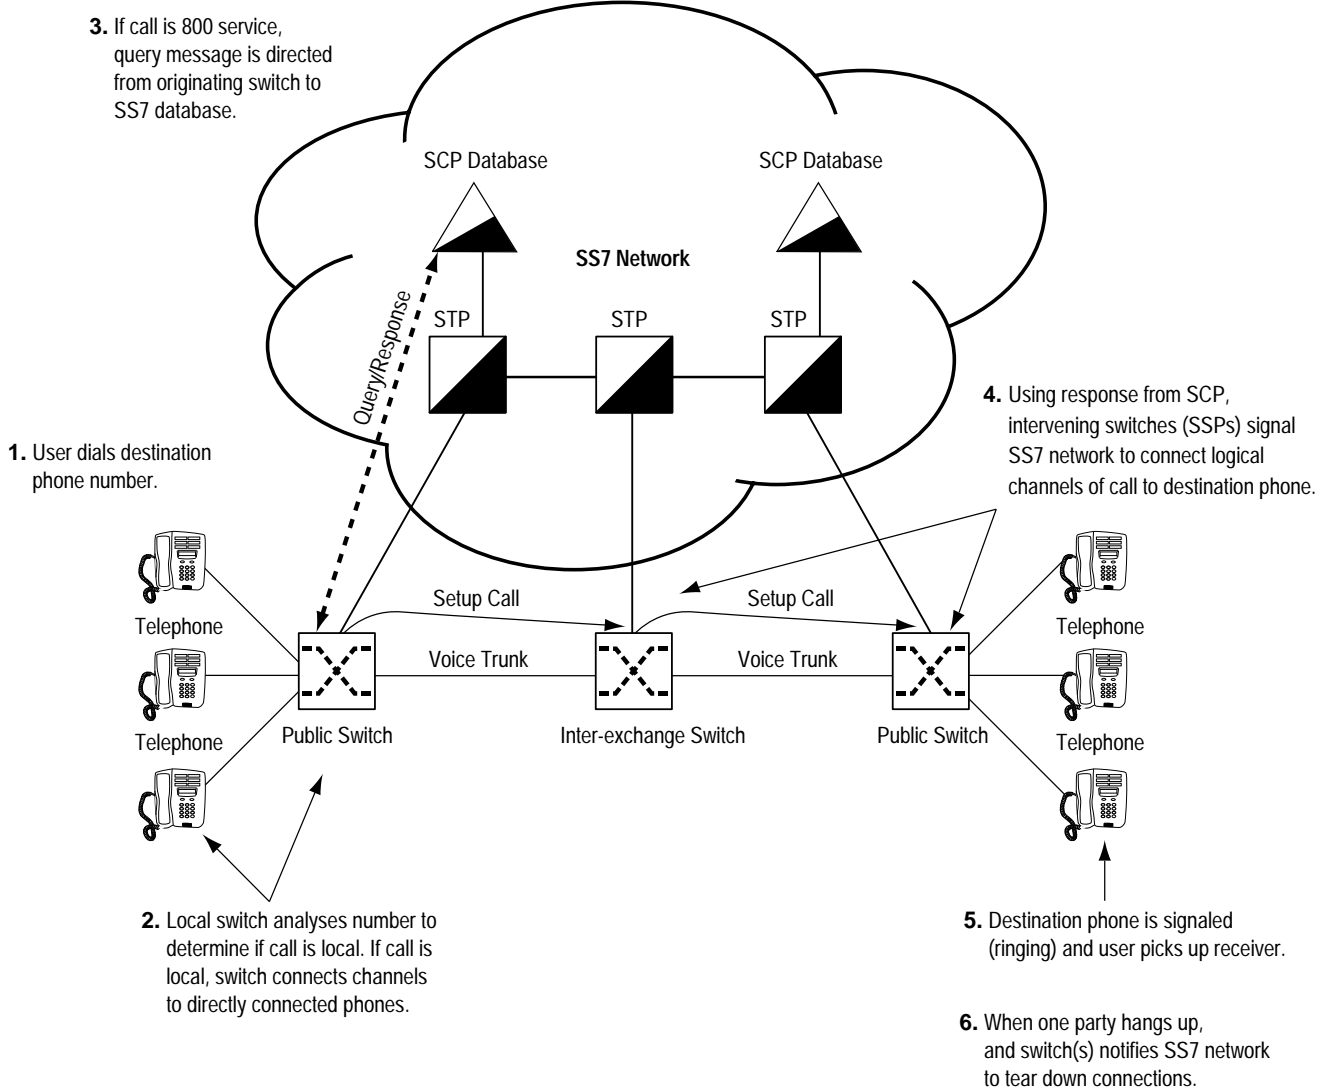 3. If call is 800 service,
query message is directed
from originating switch to
SS7 database.
SCP Database
SCP Database
SS7 Network
Query/Response
STP
STP
STP
4. Using response from SCP,
intervening switches (SSPs) signal
SS7 network to connect logical
channels of call to destination phone.
1. User dials destination
phone number.
Setup Call
Setup Call
Telephone
Telephone
Voice Trunk
Voice Trunk
Public Switch
Inter-exchange Switch
Public Switch
Telephone
Telephone
2. Local switch analyses number to
determine if call is local. If call is
local, switch connects channels
to directly connected phones.
5. Destination phone is signaled
(ringing) and user picks up receiver.
6. When one party hangs up,
and switch(s) notifies SS7 network
to tear down connections.